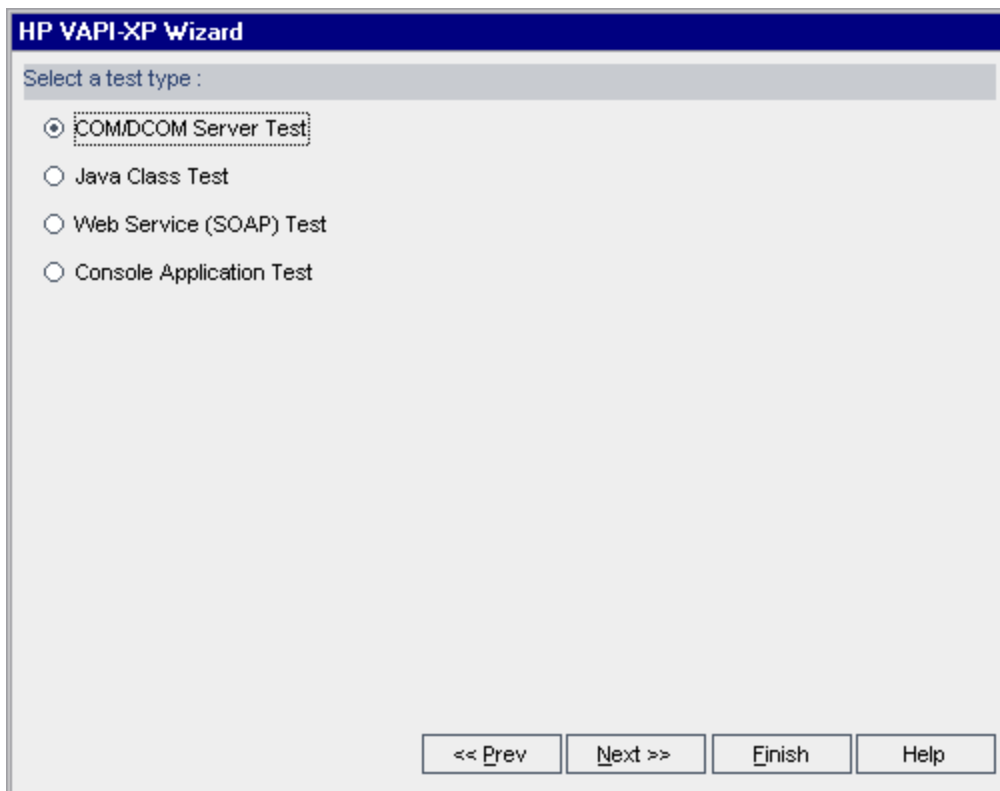 HP VAPI-XP Wizard
Select a test type :
COM/DCOM Server Test
Java Class Test
Web Service (SOAP) Test
Console Application Test
<< Prev Next >> Finish Help